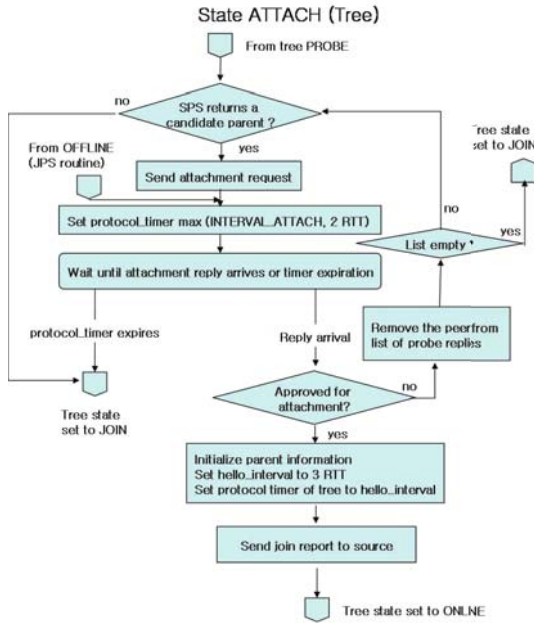 State ATTACH (Tree)
From tree PROBE
no
SPS returns a
candidate parent ?
yes
From OFFLINE
(JPS routine)
Send attachment request
Set protocol_timer max (INTERVAL_ATTACH, 2 RTT)
Wait until attachment reply arrives or timer expiration
Tree state
set to JOIN
no
yes
List empty
protocol_timer expires
Reply arrival
Remove the peerfrom
list of probe replies
Tree state
set to JOIN
Approved for
attachment?
no
yes
Initialize parent information
Set hello_interval to 3 RTT
Set protocol timer of tree to hello_interval
Send join report to source
Tree state set to ONLNE